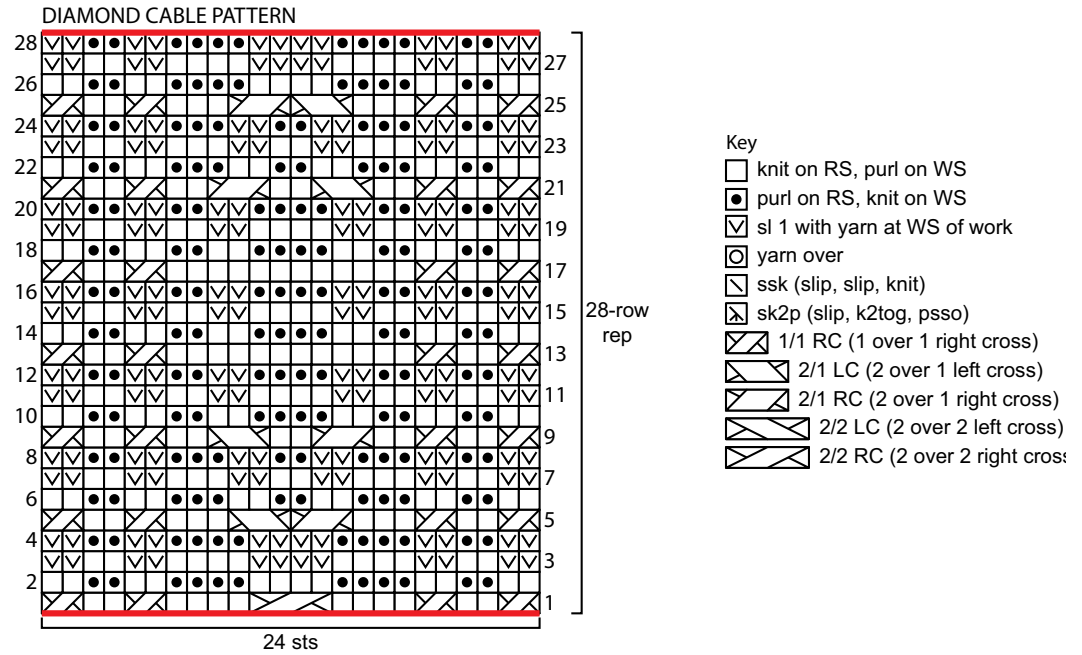 DIAMOND CABLE PATTERN
28
27
26
25
24
23
22
21
20
19
18
17
16
15
14
13
12
11
10
9
8
7
6
5
4
3
2
1
28-row
rep
24 sts
Key
knit on RS, purl on WS
purl on RS, knit on WS
sl 1 with yarn at WS of work
yarn over
ssk (slip, slip, knit)
sk2p (slip, k2tog, psso)
1/1 RC (1 over 1 right cross)
2/1 LC (2 over 1 left cross)
2/1 RC (2 over 1 right cross)
2/2 LC (2 over 2 left cross)
2/2 RC (2 over 2 right cross